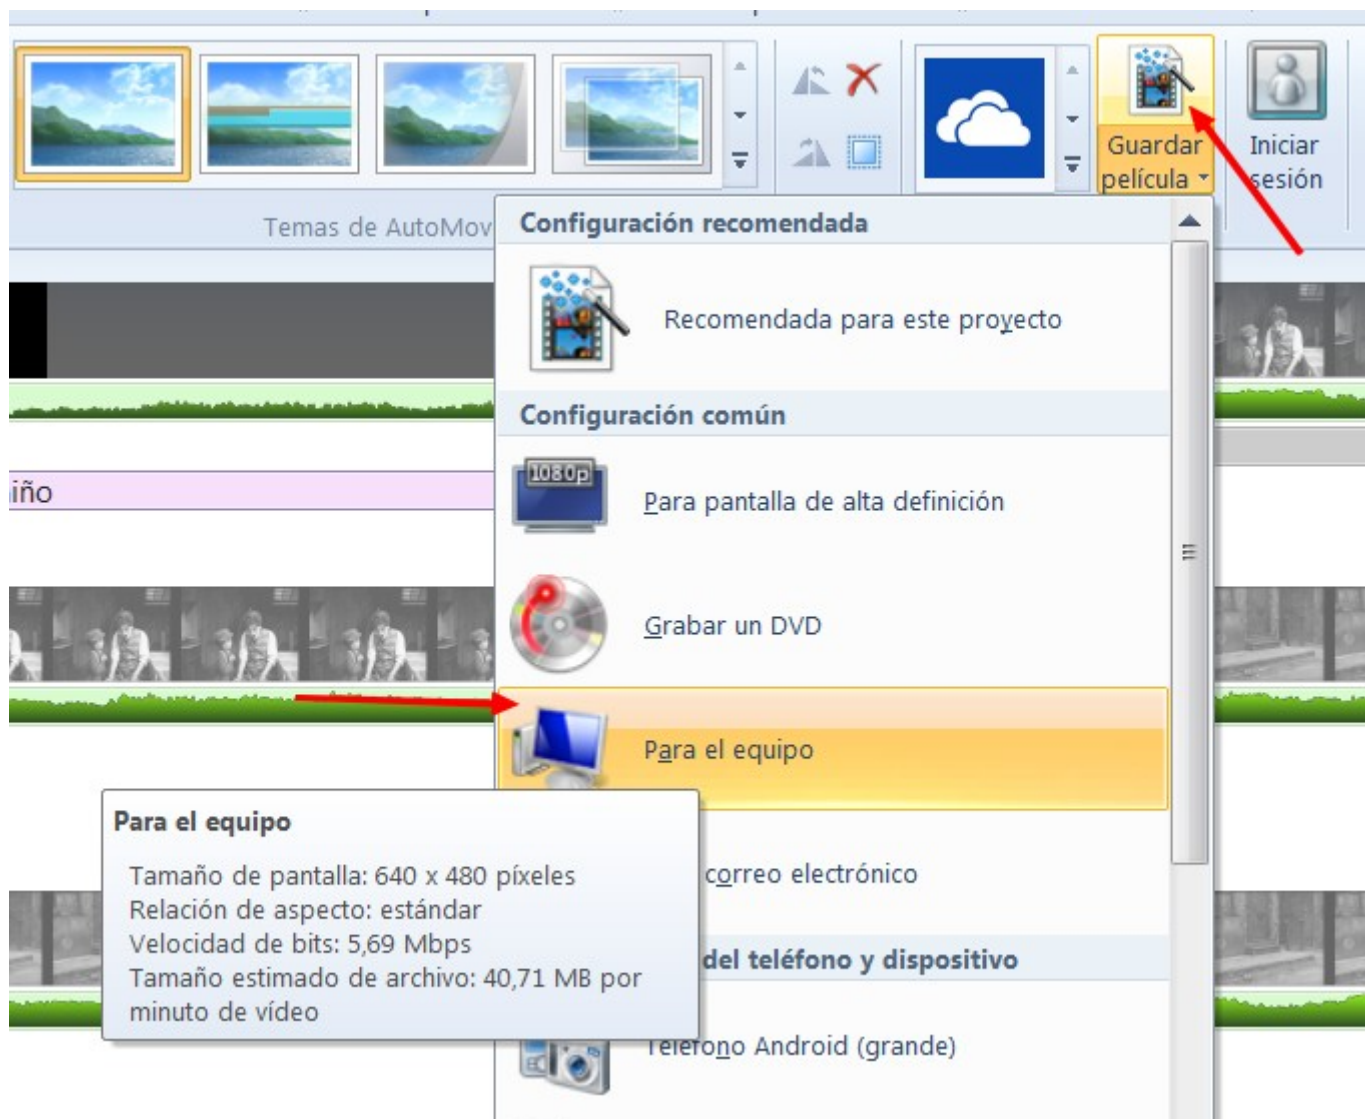 Guardar
película
Iniciar
sesión
Temas de AutoMov
Configuración recomendada
Recomendada para este proyecto
Configuración común
1080p
Para pantalla de alta definición
iño
Grabar un DVD
Para el equipo
Para el equipo
Tamaño de pantalla: 640 x 480 píxeles
Relación de aspecto: estándar
Velocidad de bits: 5,69 Mbps
Tamaño estimado de archivo: 40,71 MB por
minuto de vídeo
correo electrónico
del teléfono y dispositivo
Teléfono Android (grande)